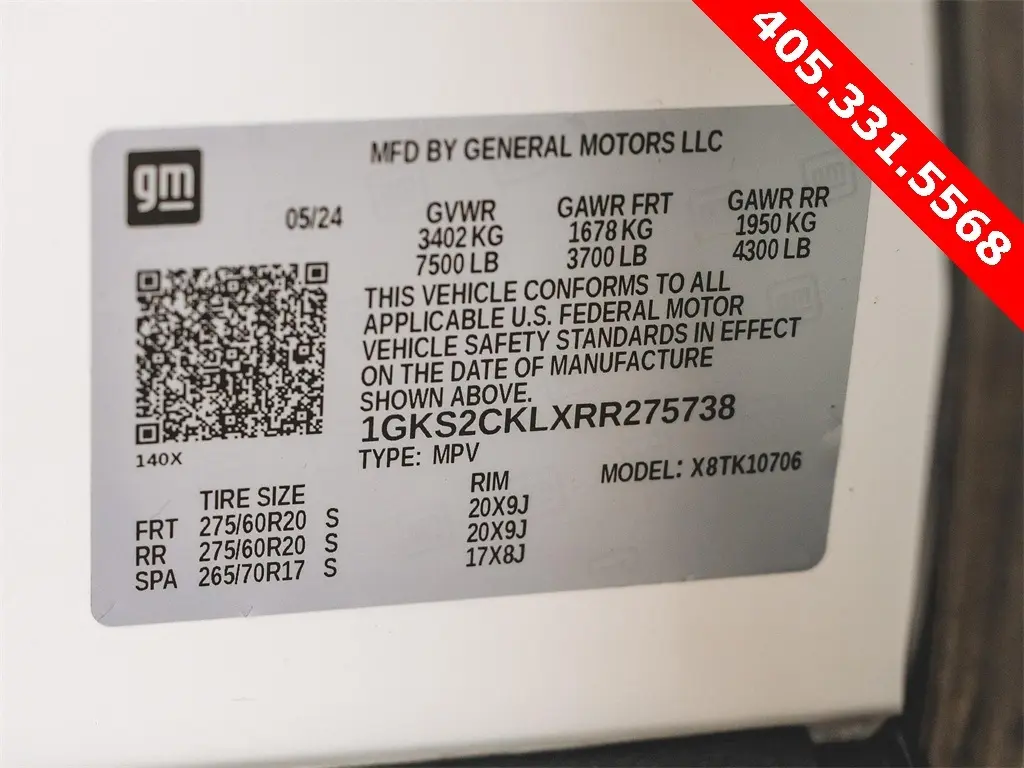 405.331.5568
gm
MFD BY GENERAL MOTORS LLC
05/24
GVWR GAWR FRT GAWR RR
3402 KG 1678 KG 1950 KG
7500 LB 3700 LB 4300 LB
THIS VEHICLE CONFORMS TO ALL
APPLICABLE U.S. FEDERAL MOTOR
VEHICLE SAFETY STANDARDS IN EFFECT
ON THE DATE OF MANUFACTURE
SHOWN ABOVE.
1GKS2CKLXRR275738
140X
TYPE: MPV
MODEL: X8TK10706
TIRE SIZE RIM
FRT 275/60R20 S 20X9J
RR 275/60R20 S 20X9J
SPA 265/70R17 S 17X8J